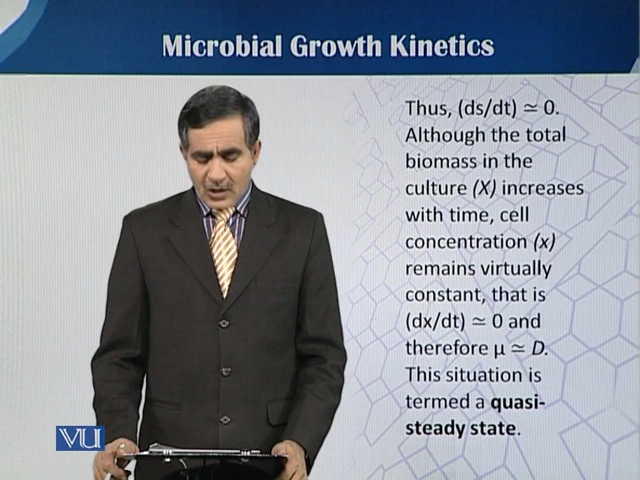 Microbial Growth Kinetics
Thus, (ds/dt) ≃ 0.
Although the total
biomass in the
culture (X) increases
with time, cell
concentration (x)
remains virtually
constant, that is
(dx/dt) ≃ 0 and
therefore μ ≃ D.
This situation is
termed a quasi-
steady state.
VU